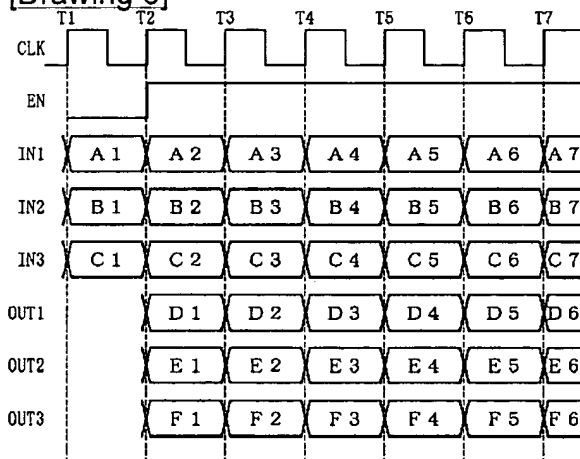 [Drawing 6]
T1 T2 T3 T4 T5 T6 T7
CLK
EN
IN1 A1 A2 A3 A4 A5 A6 A7
IN2 B1 B2 B3 B4 B5 B6 B7
IN3 C1 C2 C3 C4 C5 C6 C7
OUT1 D1 D2 D3 D4 D5 D6
OUT2 E1 E2 E3 E4 E5 E6
OUT3 F1 F2 F3 F4 F5 F6